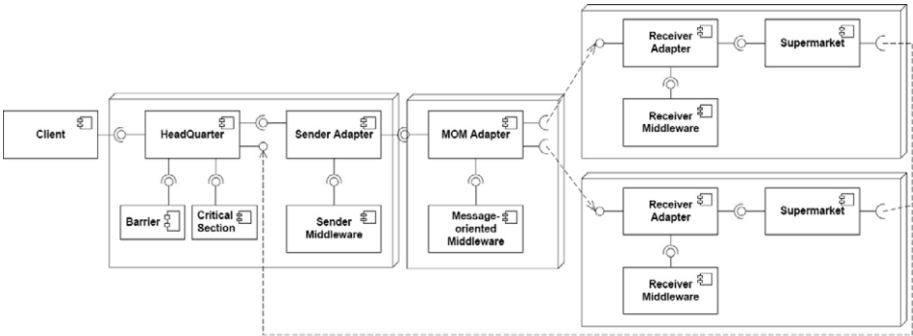 Client
HeadQuarter
Barrier
Critical
Section
Sender Adapter
Sender
Middleware
MOM Adapter
Message-
oriented
Middleware
Receiver
Adapter
Supermarket
Receiver
Middleware
Receiver
Adapter
Supermarket
Receiver
Middleware